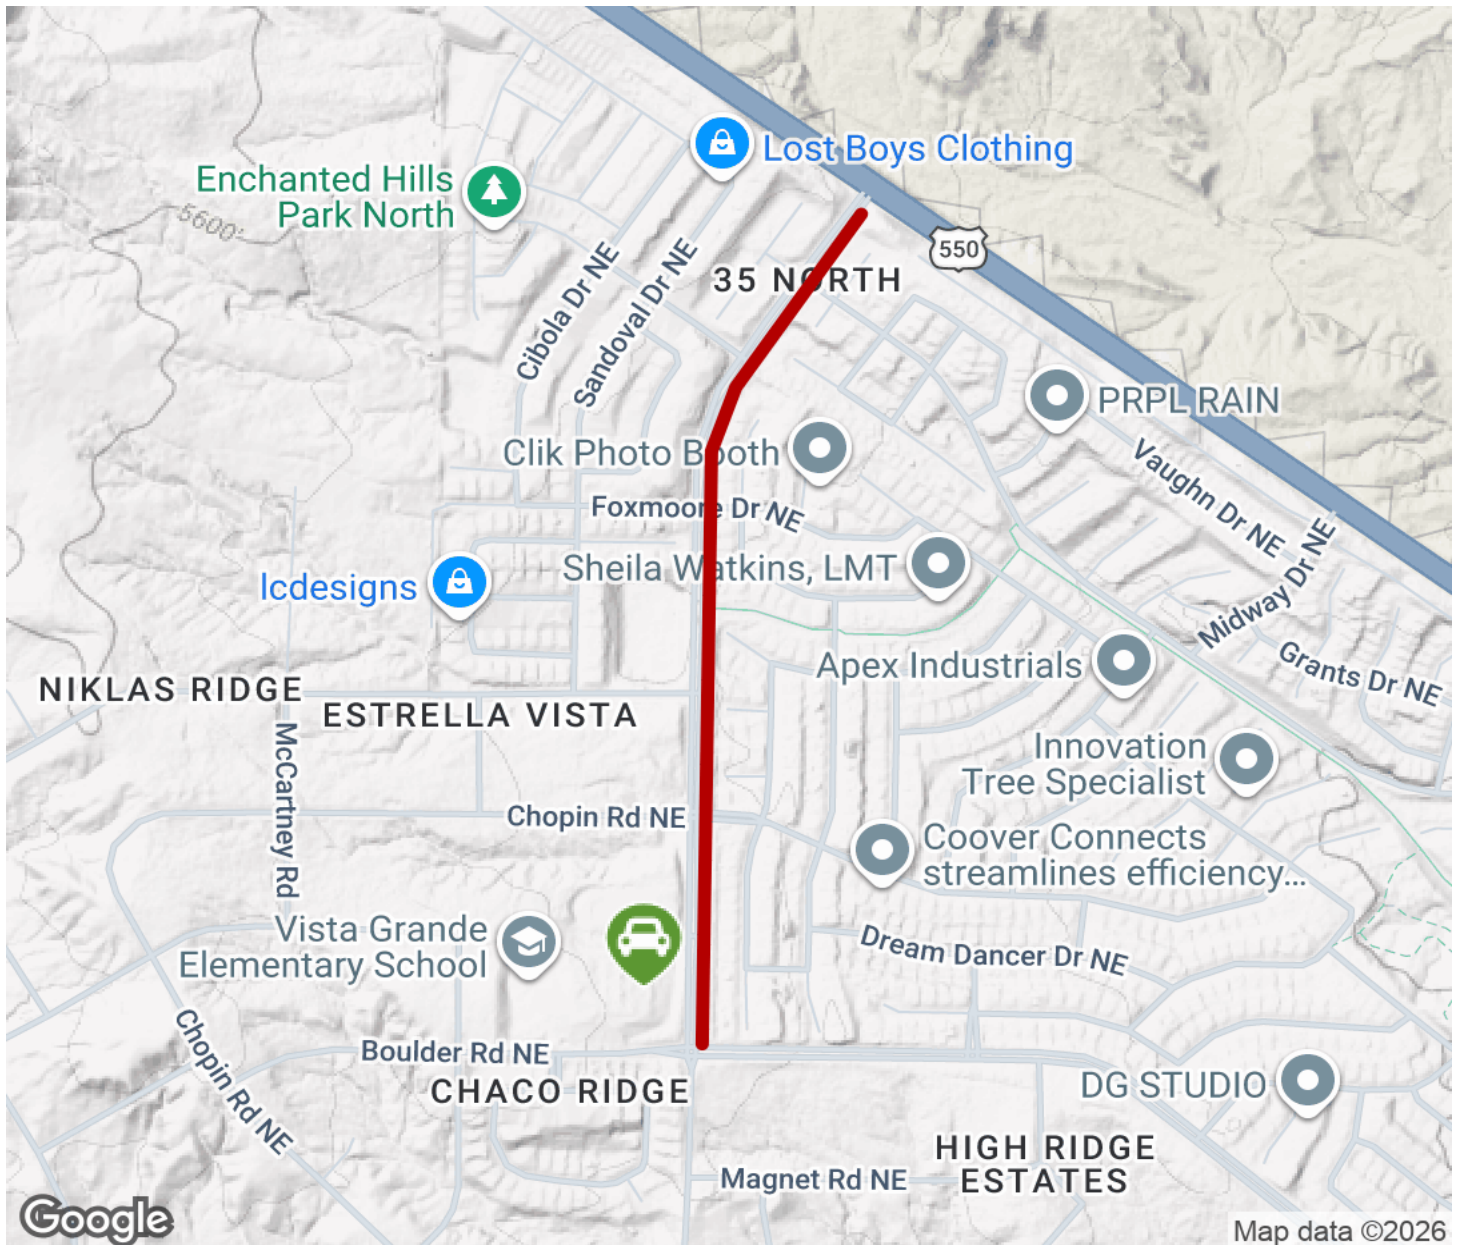 Lost Boys Clothing
Enchanted Hills
Park North
5600'
550
35 NORTH
Cibola Dr NE
Sandoval Dr NE
PRPL RAIN
Clik Photo Booth
Vaughn Dr NE
Foxmoore Dr NE
Sheila Watkins, LMT
Midway Dr NE
lcdesigns
Grants Dr NE
Apex Industrials
NIKLAS RIDGE
ESTRELLA VISTA
McCartney Rd
Innovation
Tree Specialist
Chopin Rd NE
Coover Connects
streamlines efficiency...
Vista Grande
Elementary School
Dream Dancer Dr NE
Chopin Rd NE
Boulder Rd NE
CHACO RIDGE
DG STUDIO
HIGH RIDGE
ESTATES
Magnet Rd NE
Google
Map data ©2026